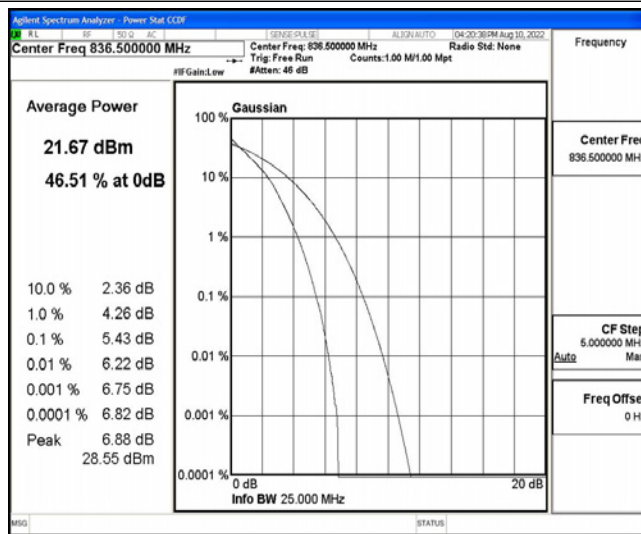 Agilent Spectrum Analyzer - Power Stat CCDF
RL RF 50 Ω AC SENSE:PULSE ALIGN AUTO 04:20:38 PM Aug 10, 2022
Center Freq 836.500000 MHz
Center Freq: 836.500000 MHz Radio Std: None
Trig: Free Run Counts:1.00 M/1.00 Mpt
#IFGain:Low #Atten: 46 dB
Frequency
Average Power
21.67 dBm
46.51 % at 0dB
10.0 % 2.36 dB
1.0 % 4.26 dB
0.1 % 5.43 dB
0.01 % 6.22 dB
0.001 % 6.75 dB
0.0001 % 6.82 dB
Peak 6.88 dB
28.55 dBm
Gaussian
100 %
10 %
1 %
0.1 %
0.01 %
0.001 %
0.0001 %
0 dB 20 dB
Info BW 25.000 MHz
Center Freq
836.500000 MHz
CF Step
5.000000 MH
Auto Ma
Freq Offse
0 H
MSG STATUS